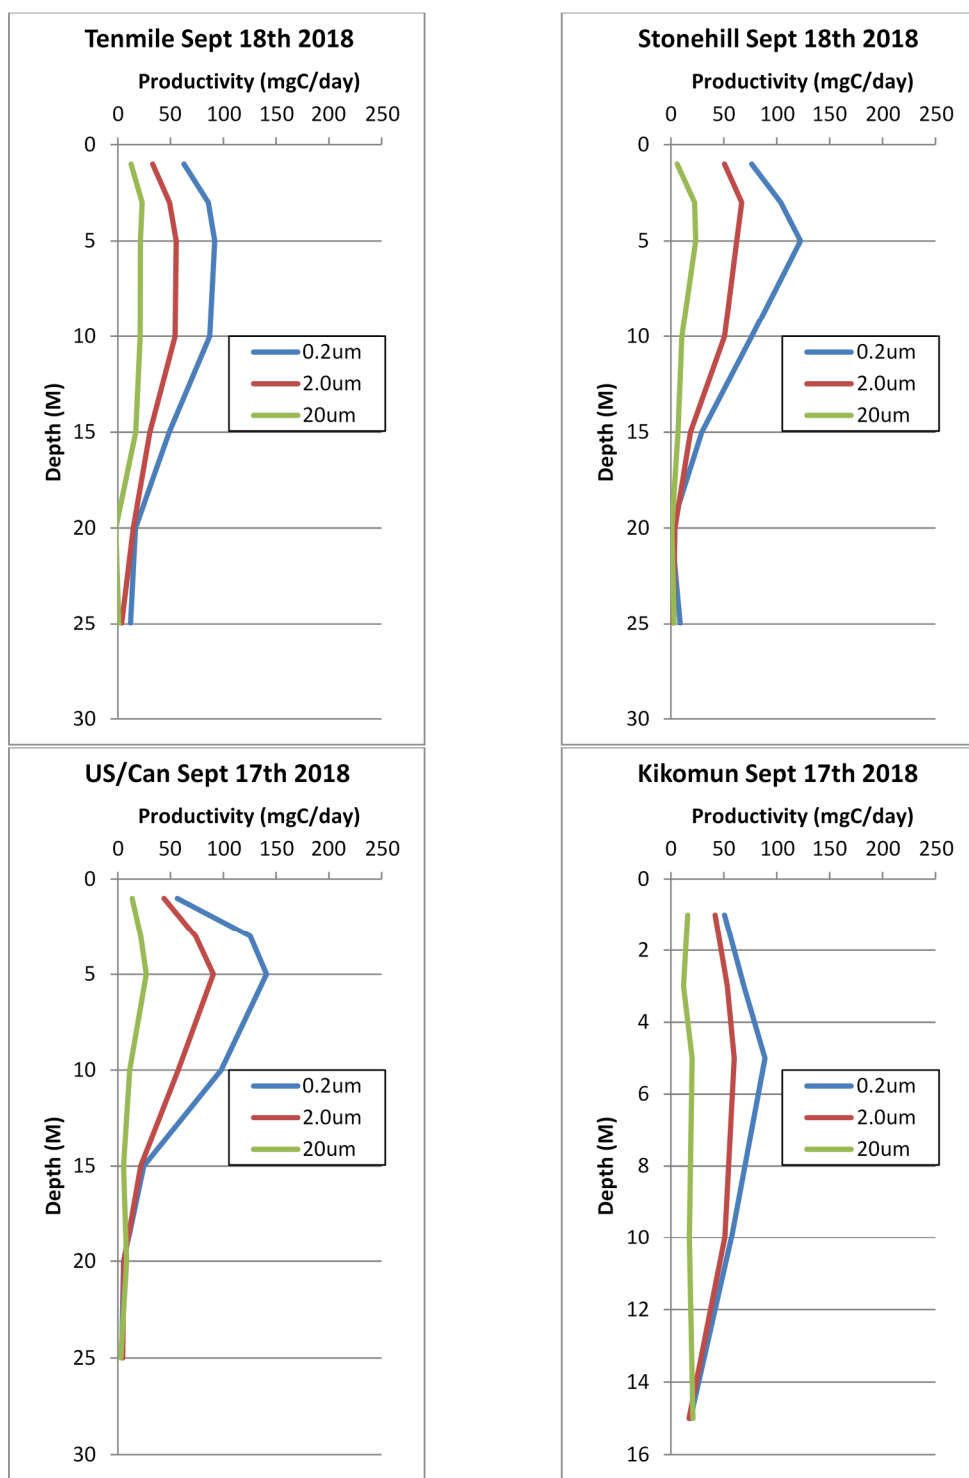 Tenmile Sept 18th 2018
Productivity (mgC/day)
0 50 100 150 200 250
0
5
10
15
20
25
30
Depth (M)
0.2um
2.0um
20um
Stonehill Sept 18th 2018
Productivity (mgC/day)
0 50 100 150 200 250
0
5
10
15
20
25
30
Depth (M)
0.2um
2.0um
20um
US/Can Sept 17th 2018
Productivity (mgC/day)
0 50 100 150 200 250
0
5
10
15
20
25
30
Depth (M)
0.2um
2.0um
20um
Kikomun Sept 17th 2018
Productivity (mgC/day)
0 50 100 150 200 250
0
2
4
6
8
10
12
14
16
Depth (M)
0.2um
2.0um
20um